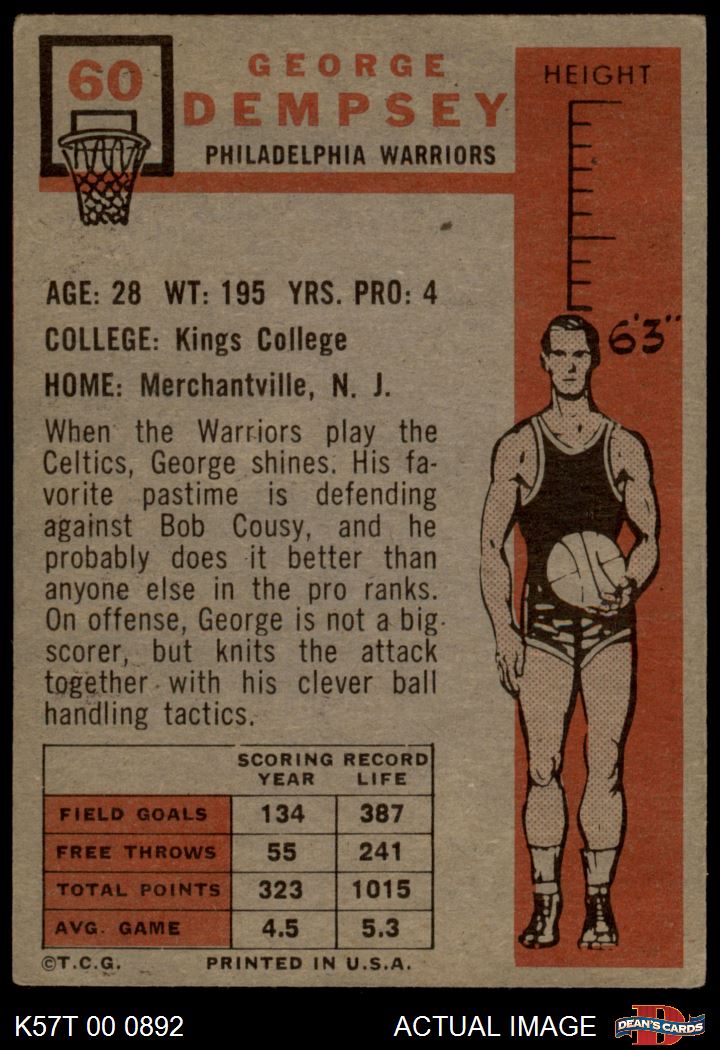 60
GEORGE
DEMPSEY
PHILADELPHIA WARRIORS
HEIGHT
6'3"
AGE: 28 WT: 195 YRS. PRO: 4
COLLEGE: Kings College
HOME: Merchantville, N. J.
When the Warriors play the
Celtics, George shines. His fa-
vorite pastime is defending
against Bob Cousy, and he
probably does it better than
anyone else in the pro ranks.
On offense, George is not a big
scorer, but knits the attack
together with his clever ball
handling tactics.
SCORING RECORD
YEAR LIFE
FIELD GOALS 134 387
FREE THROWS 55 241
TOTAL POINTS 323 1015
AVG. GAME 4.5 5.3
©T.C.G. PRINTED IN U.S.A.
K57T 00 0892 ACTUAL IMAGE DEAN'S CARDS